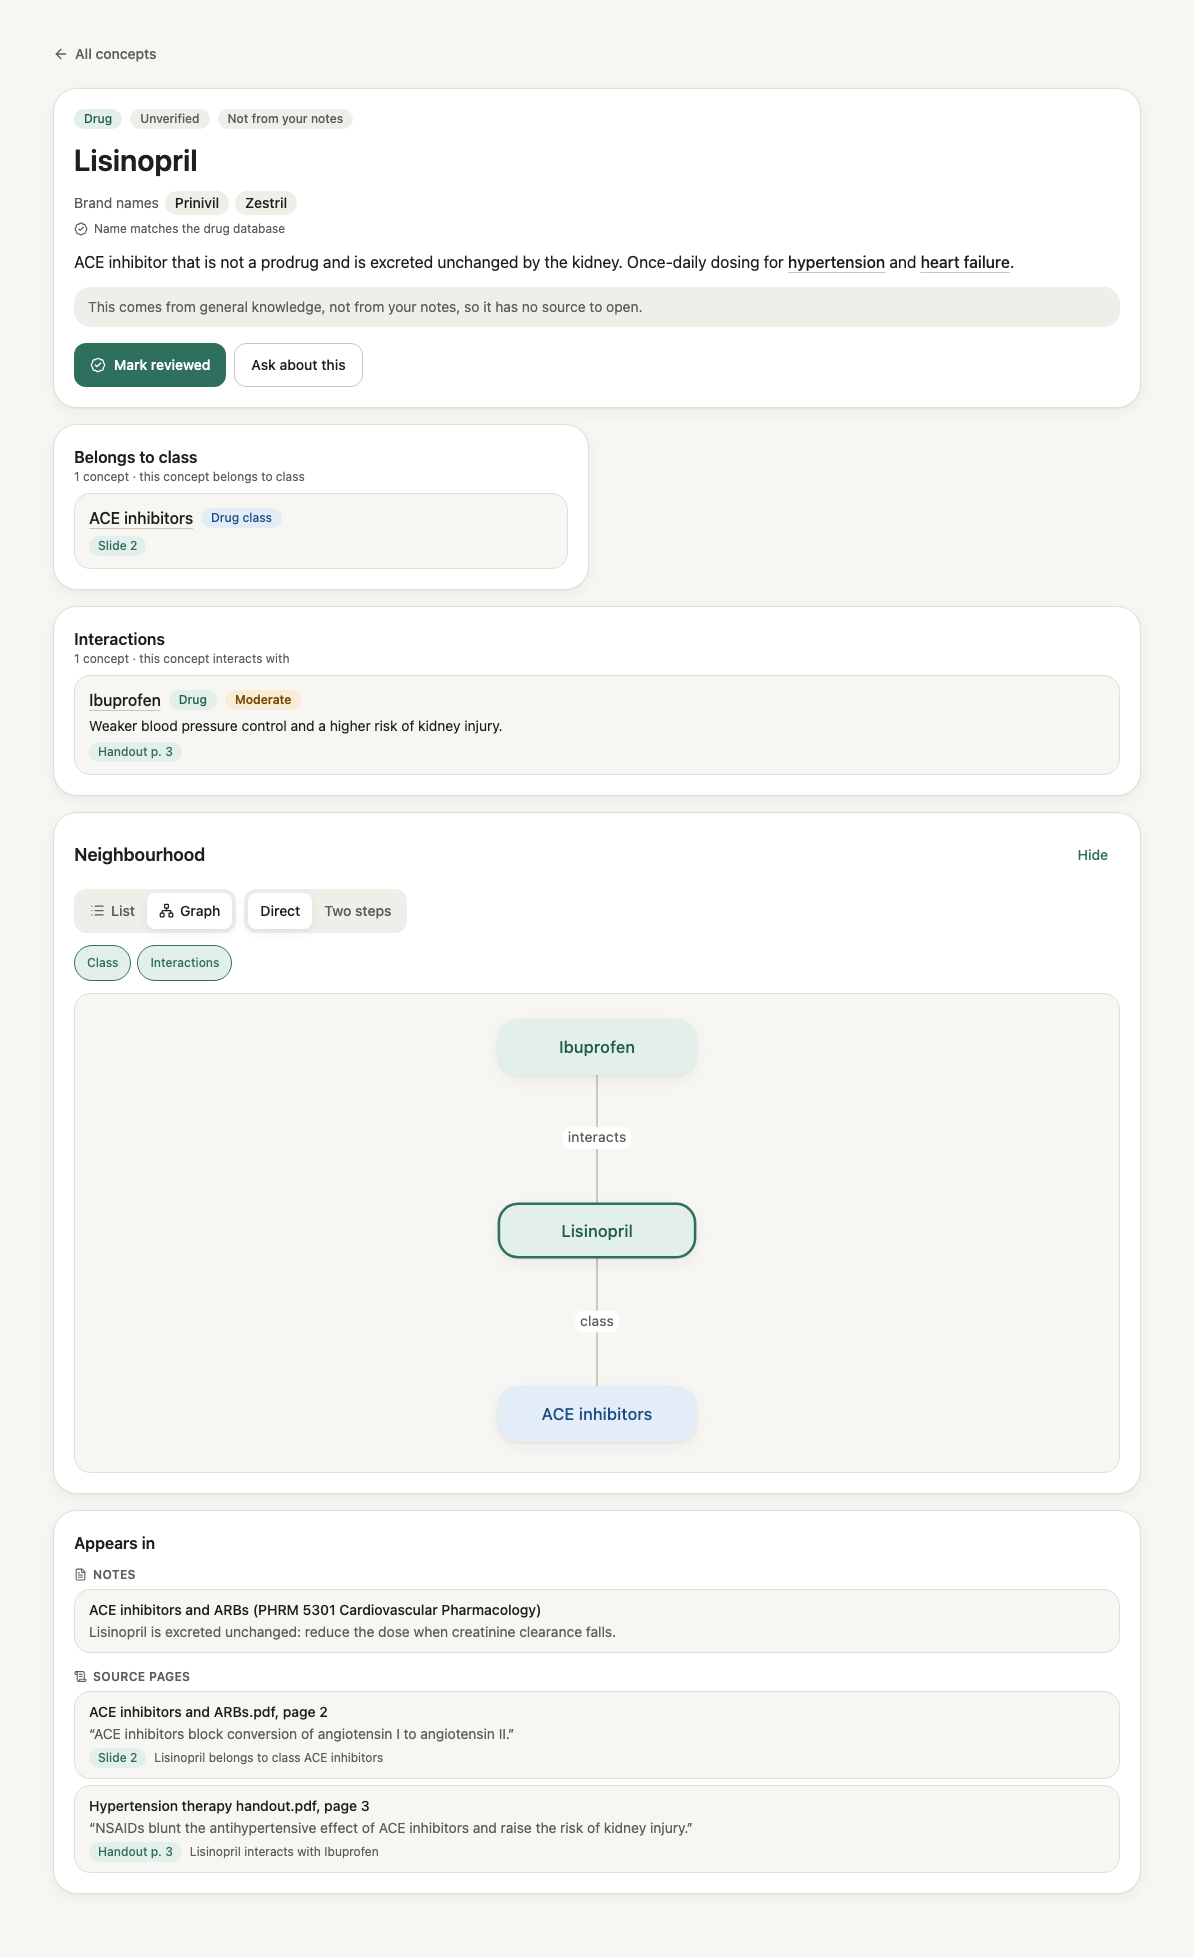 All concepts
Drug Unverified Not from your notes
Lisinopril
Brand names Prinivil Zestril
Name matches the drug database
ACE inhibitor that is not a prodrug and is excreted unchanged by the kidney. Once-daily dosing for hypertension and heart failure.
This comes from general knowledge, not from your notes, so it has no source to open.
Mark reviewed Ask about this
Belongs to class
1 concept · this concept belongs to class
ACE inhibitors Drug class
Slide 2
Interactions
1 concept · this concept interacts with
Ibuprofen Drug Moderate
Weaker blood pressure control and a higher risk of kidney injury.
Handout p. 3
Neighbourhood Hide
List Graph Direct Two steps
Class Interactions
Ibuprofen
interacts
Lisinopril
class
ACE inhibitors
Appears in
NOTES
ACE inhibitors and ARBs (PHRM 5301 Cardiovascular Pharmacology)
Lisinopril is excreted unchanged: reduce the dose when creatinine clearance falls.
SOURCE PAGES
ACE inhibitors and ARBs.pdf, page 2
“ACE inhibitors block conversion of angiotensin I to angiotensin II.”
Slide 2 Lisinopril belongs to class ACE inhibitors
Hypertension therapy handout.pdf, page 3
“NSAIDs blunt the antihypertensive effect of ACE inhibitors and raise the risk of kidney injury.”
Handout p. 3 Lisinopril interacts with Ibuprofen